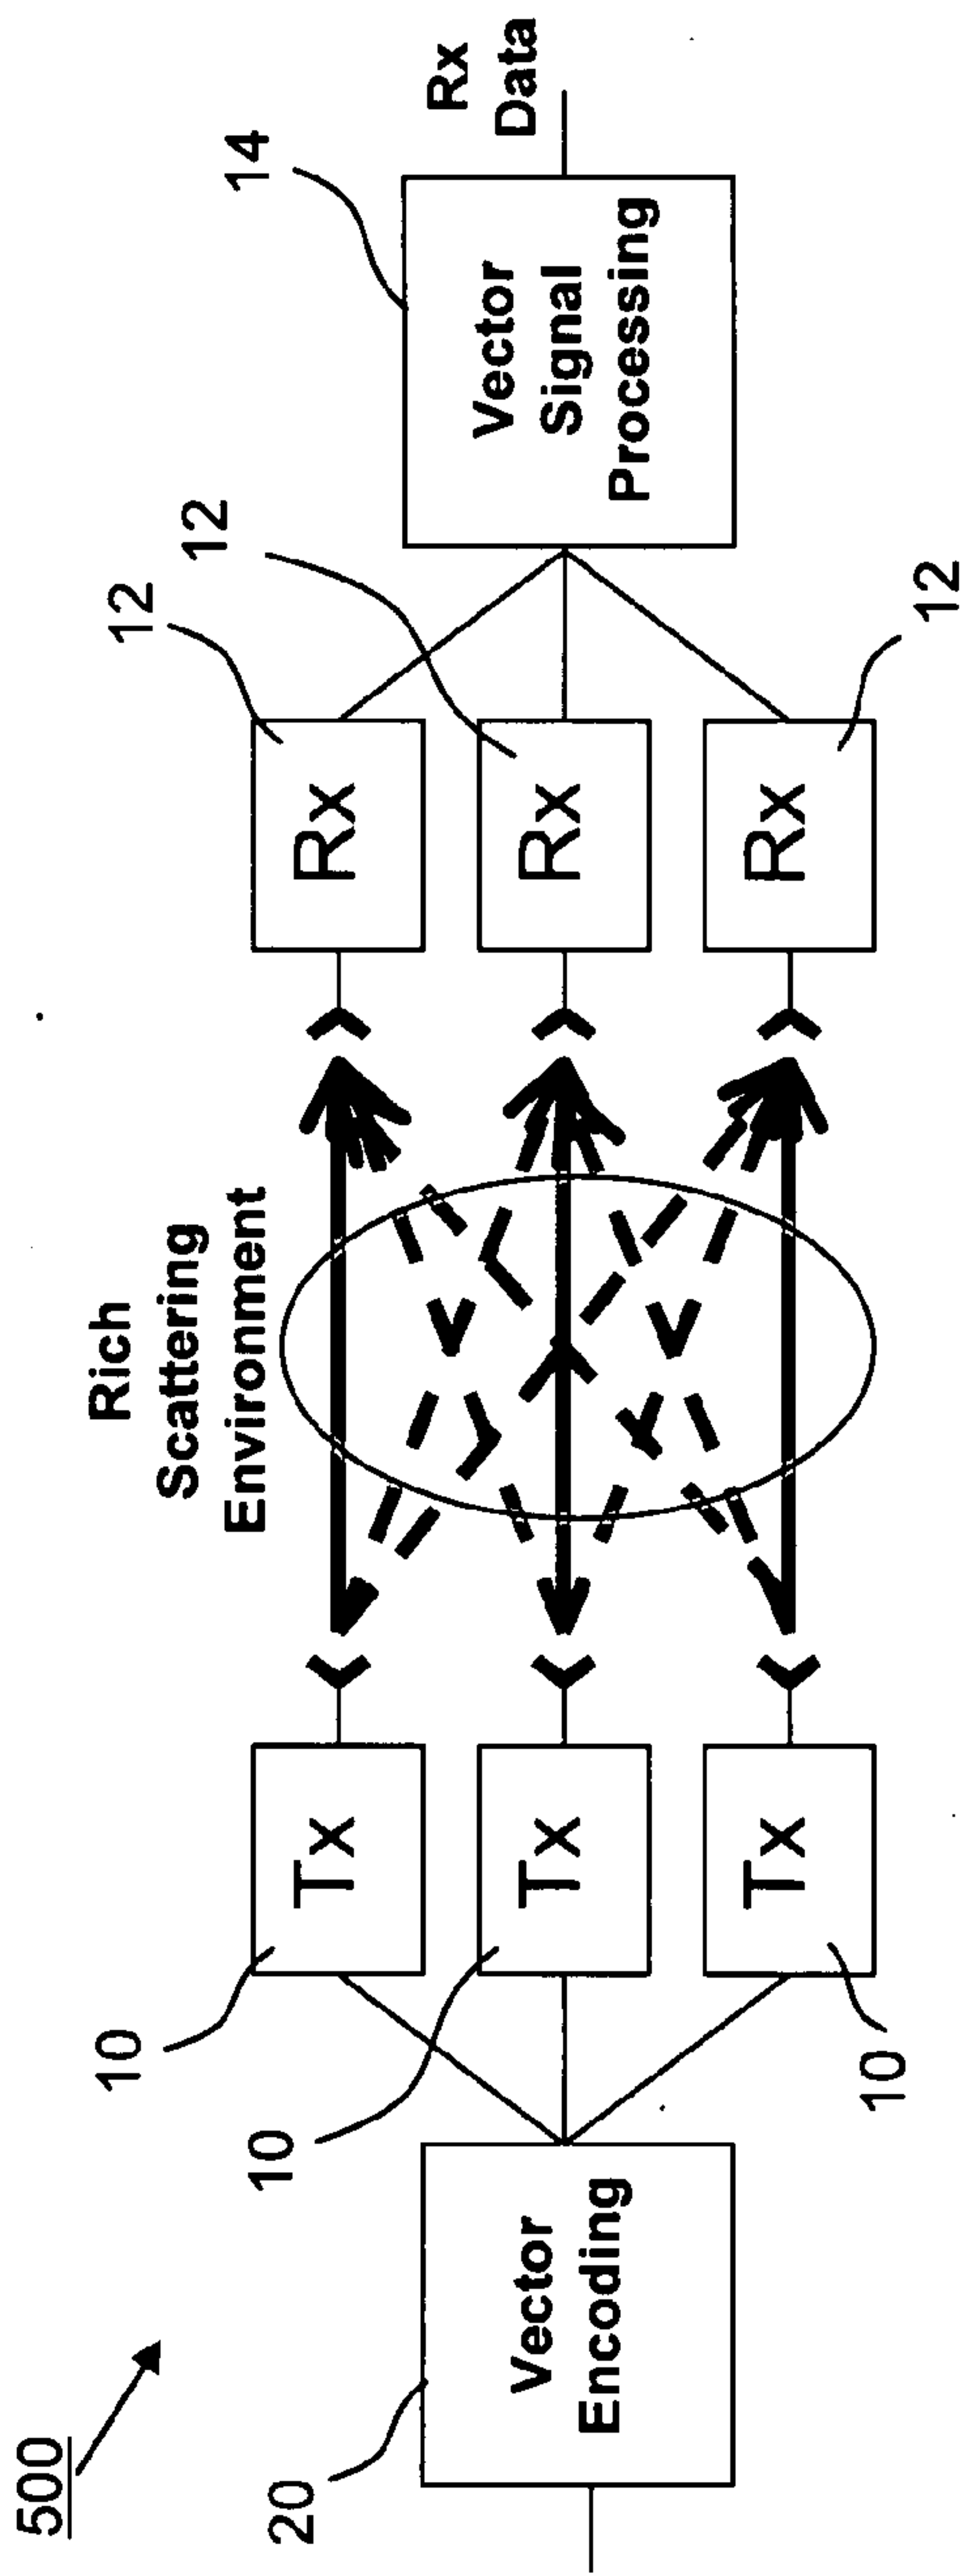 500
20
Vector
Encoding
10
10
10
Tx
Tx
Tx
Rich
Scattering
Environment
12
12
12
Rx
Rx
Rx
14
Vector
Signal
Processing
Rx
Data